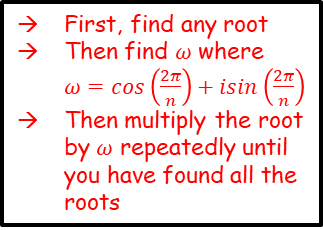 → First, find any root
→ Then find ω where
ω = cos (2π/n) + isin (2π/n)
→ Then multiply the root
by ω repeatedly until
you have found all the
roots